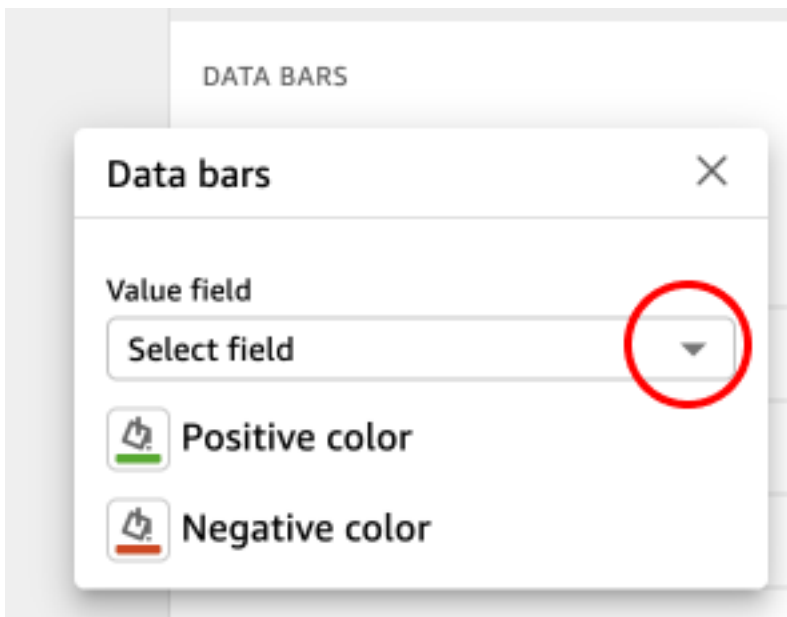 DATA BARS
Data bars
Value field
Select field
Positive color
Negative color